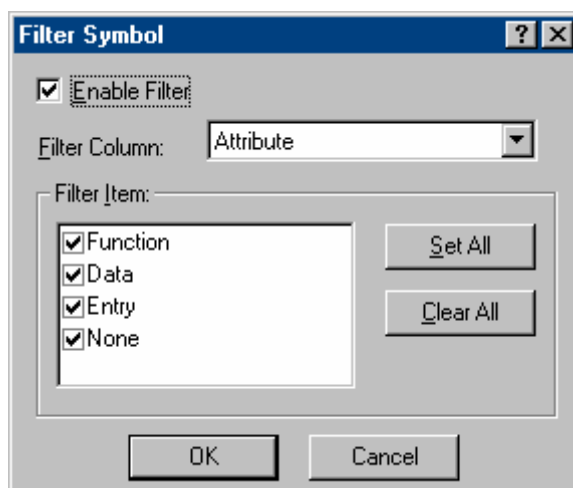 Filter Symbol
Enable Filter
Filter Column: Attribute
Filter Item:
Function
Data
Entry
None
Set All
Clear All
OK Cancel